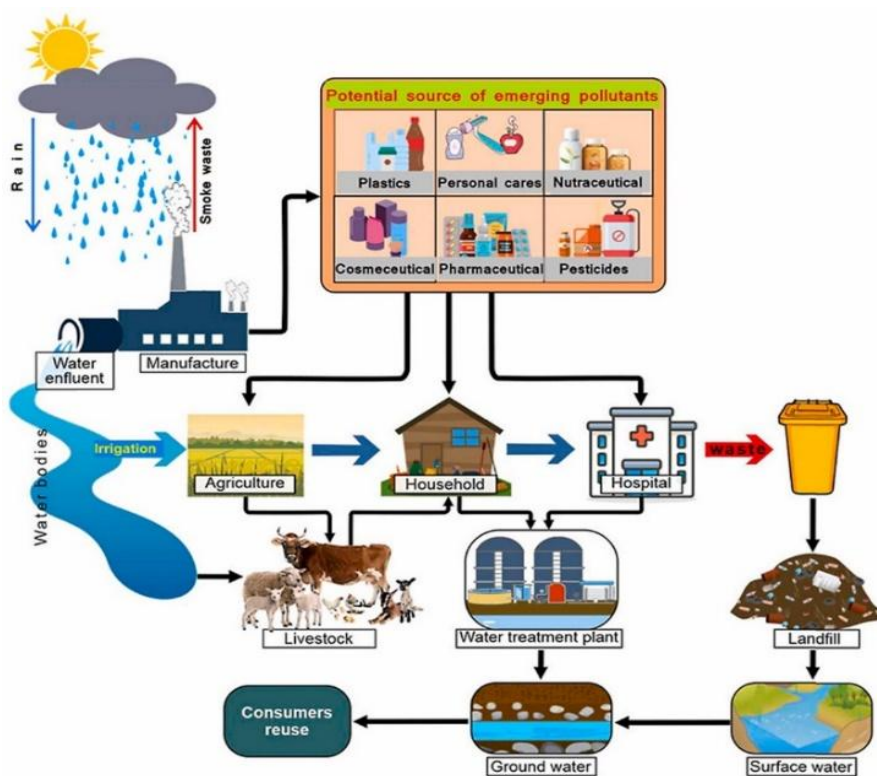 Potential source of emerging pollutants
Rain
Smoke waste
Plastics
Personal cares
Nutraceutical
Cosmeceutical
Pharmaceutical
Pesticides
Water
enfluent
Manufacture
Water bodies
Irrigation
Agriculture
Household
Hospital
waste
Livestock
Water treatment plant
Landfill
Consumers
reuse
Ground water
Surface water